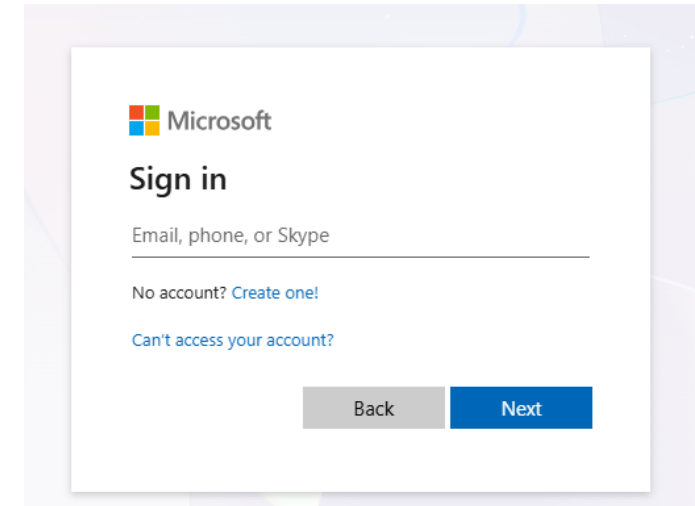 Microsoft
Sign in
Email, phone, or Skype
No account? Create one!
Can't access your account?
Back Next